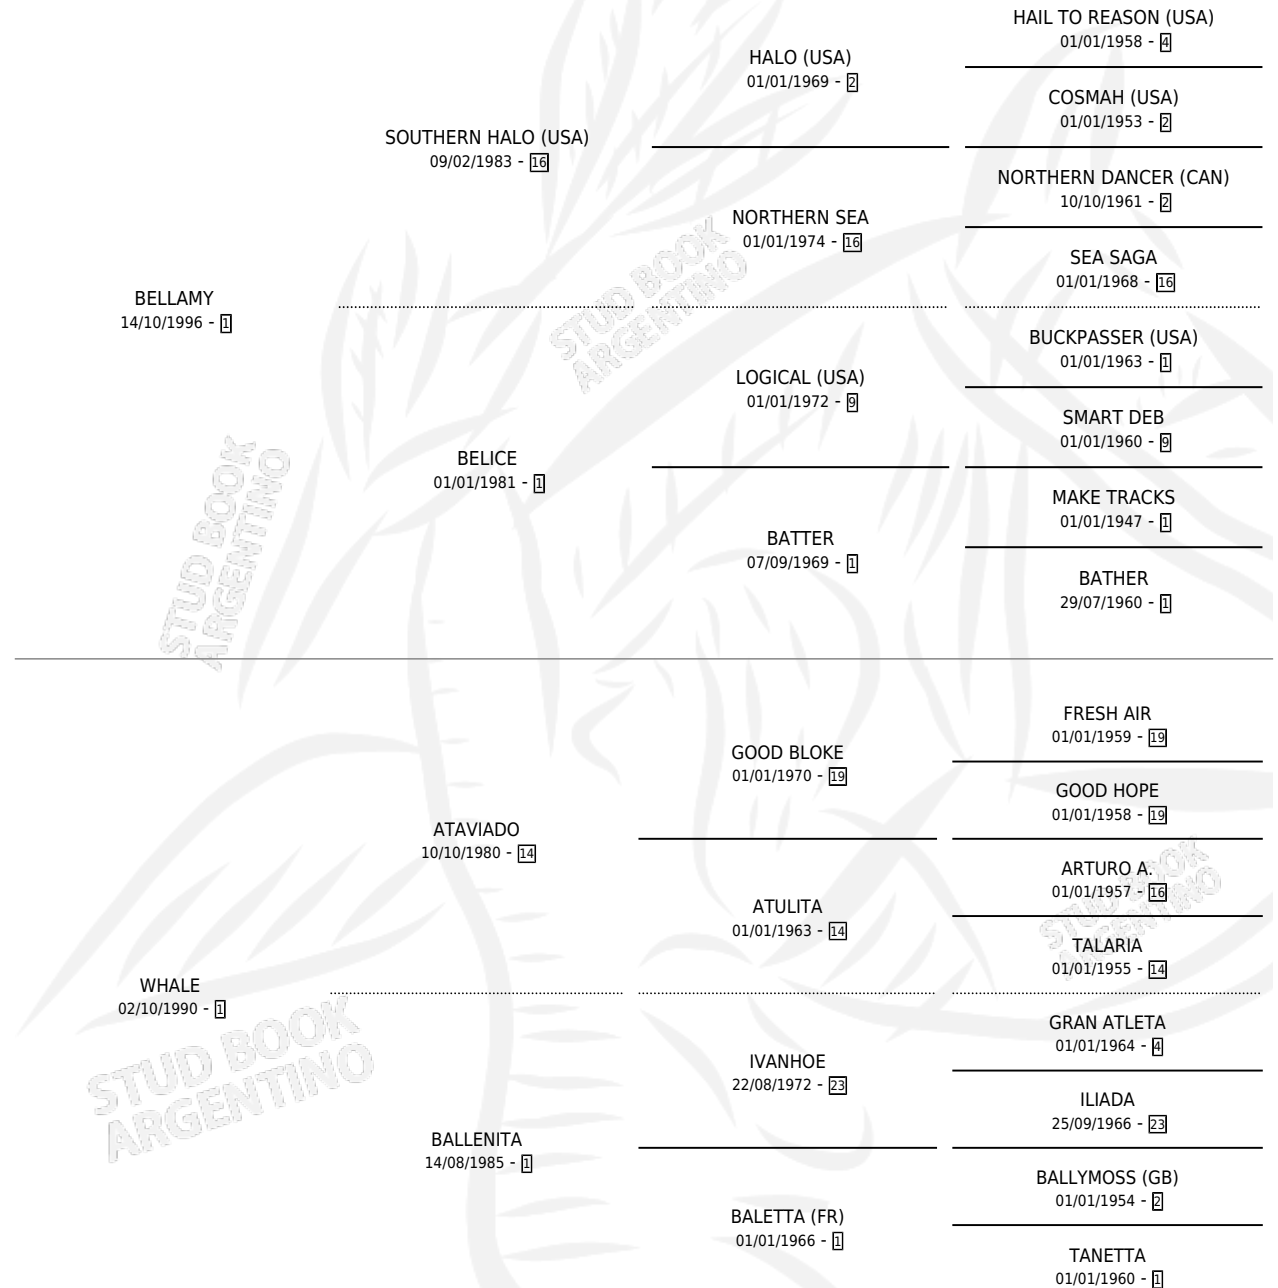 HAIL TO REASON (USA)
01/01/1958 - 4
HALO (USA)
01/01/1969 - 2
COSMAH (USA)
01/01/1953 - 2
SOUTHERN HALO (USA)
09/02/1983 - 16
NORTHERN DANCER (CAN)
10/10/1961 - 2
NORTHERN SEA
01/01/1974 - 16
SEA SAGA
01/01/1968 - 16
BELLAMY
14/10/1996 - 1
BUCKPASSER (USA)
01/01/1963 - 1
LOGICAL (USA)
01/01/1972 - 9
SMART DEB
01/01/1960 - 9
BELICE
01/01/1981 - 1
MAKE TRACKS
01/01/1947 - 1
BATTER
07/09/1969 - 1
BATHER
29/07/1960 - 1
FRESH AIR
01/01/1959 - 19
GOOD BLOKE
01/01/1970 - 19
GOOD HOPE
01/01/1958 - 19
ATAVIADO
10/10/1980 - 14
ARTURO A.
01/01/1957 - 16
ATULITA
01/01/1963 - 14
TALARIA
01/01/1955 - 14
WHALE
02/10/1990 - 1
GRAN ATLETA
01/01/1964 - 4
IVANHOE
22/08/1972 - 23
ILIADA
25/09/1966 - 23
BALLENITA
14/08/1985 - 1
BALLYMOSS (GB)
01/01/1954 - 2
BALETTA (FR)
01/01/1966 - 1
TANETTA
01/01/1960 - 1
STUD BOOK
ARGENTINO
STUD BOOK
ARGENTINO
STUD BOOK
ARGENTINO
STUD BOOK
ARGENTINO